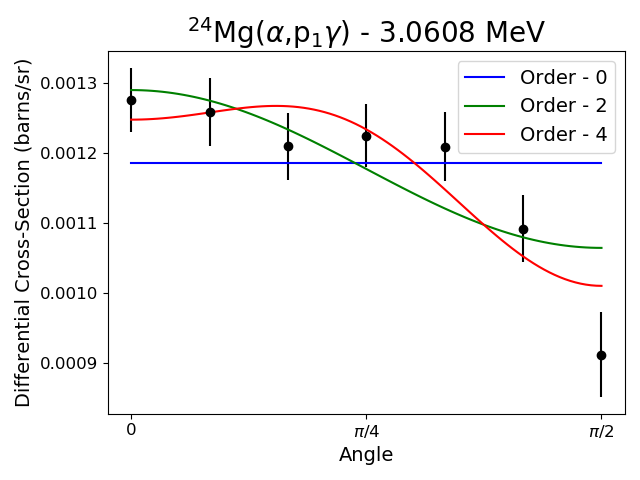 ²⁴Mg(α,p₁γ) - 3.0608 MeV
Differential Cross-Section (barns/sr)
0.0013
0.0012
0.0011
0.0010
0.0009
Order - 0
Order - 2
Order - 4
0
π/4
π/2
Angle